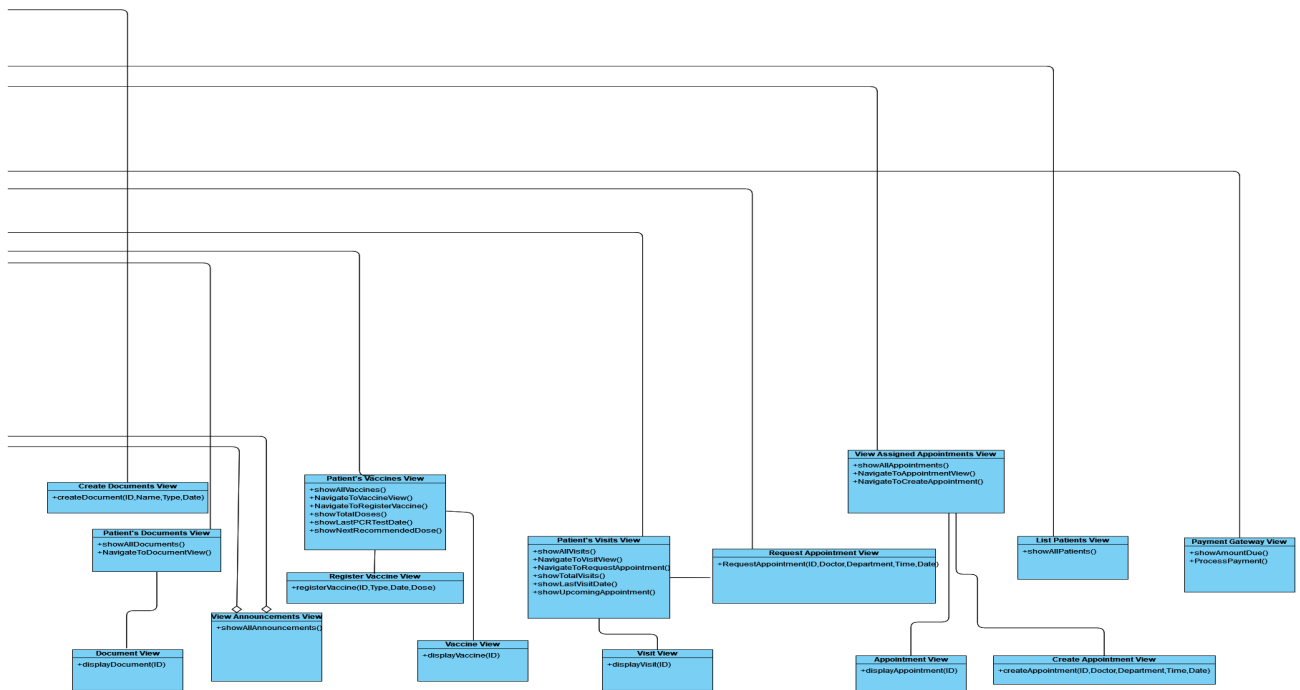 View Assigned Appointments View
+showAllAppointments()
+NavigateToAppointmentView()
+NavigateToCreateAppointment()
Patient's Vaccines View
+showAllVaccines()
+NavigateToVaccineView()
+NavigateToRegisterVaccine()
+showTotalDoses()
+showLastPCRTestDate()
+showNextRecommendedDose()
Create Documents View
+createDocument(ID,Name,Type,Date)
Patient's Documents View
+showAllDocuments()
+NavigateToDocumentView()
Patient's Visits View
+showAllVisits()
+NavigateToVisitView()
+NavigateToRequestAppointment()
+showTotalVisits()
+showLastVisitDate()
+showUpcomingAppointment()
List Patients View
+showAllPatients()
Payment Gateway View
+showAmountDue()
+ProcessPayment()
Request Appointment View
+RequestAppointment(ID,Doctor,Department,Time,Date)
Register Vaccine View
+registerVaccine(ID,Type,Date,Dose)
View Announcements View
+showAllAnnouncements()
Vaccine View
+displayVaccine(ID)
Document View
+displayDocument(ID)
Visit View
+displayVisit(ID)
Appointment View
+displayAppointment(ID)
Create Appointment View
+createAppointment(ID,Doctor,Department,Time,Date)